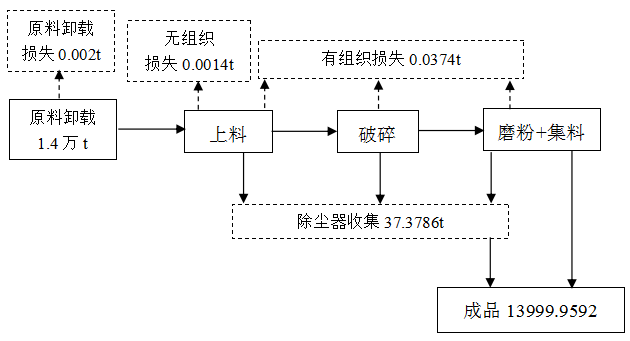 原料卸载
损失 0.002t
无组织
损失 0.0014t
有组织损失 0.0374t
原料卸载
1.4 万 t
上料
破碎
磨粉+集料
除尘器收集 37.3786t
成品 13999.9592